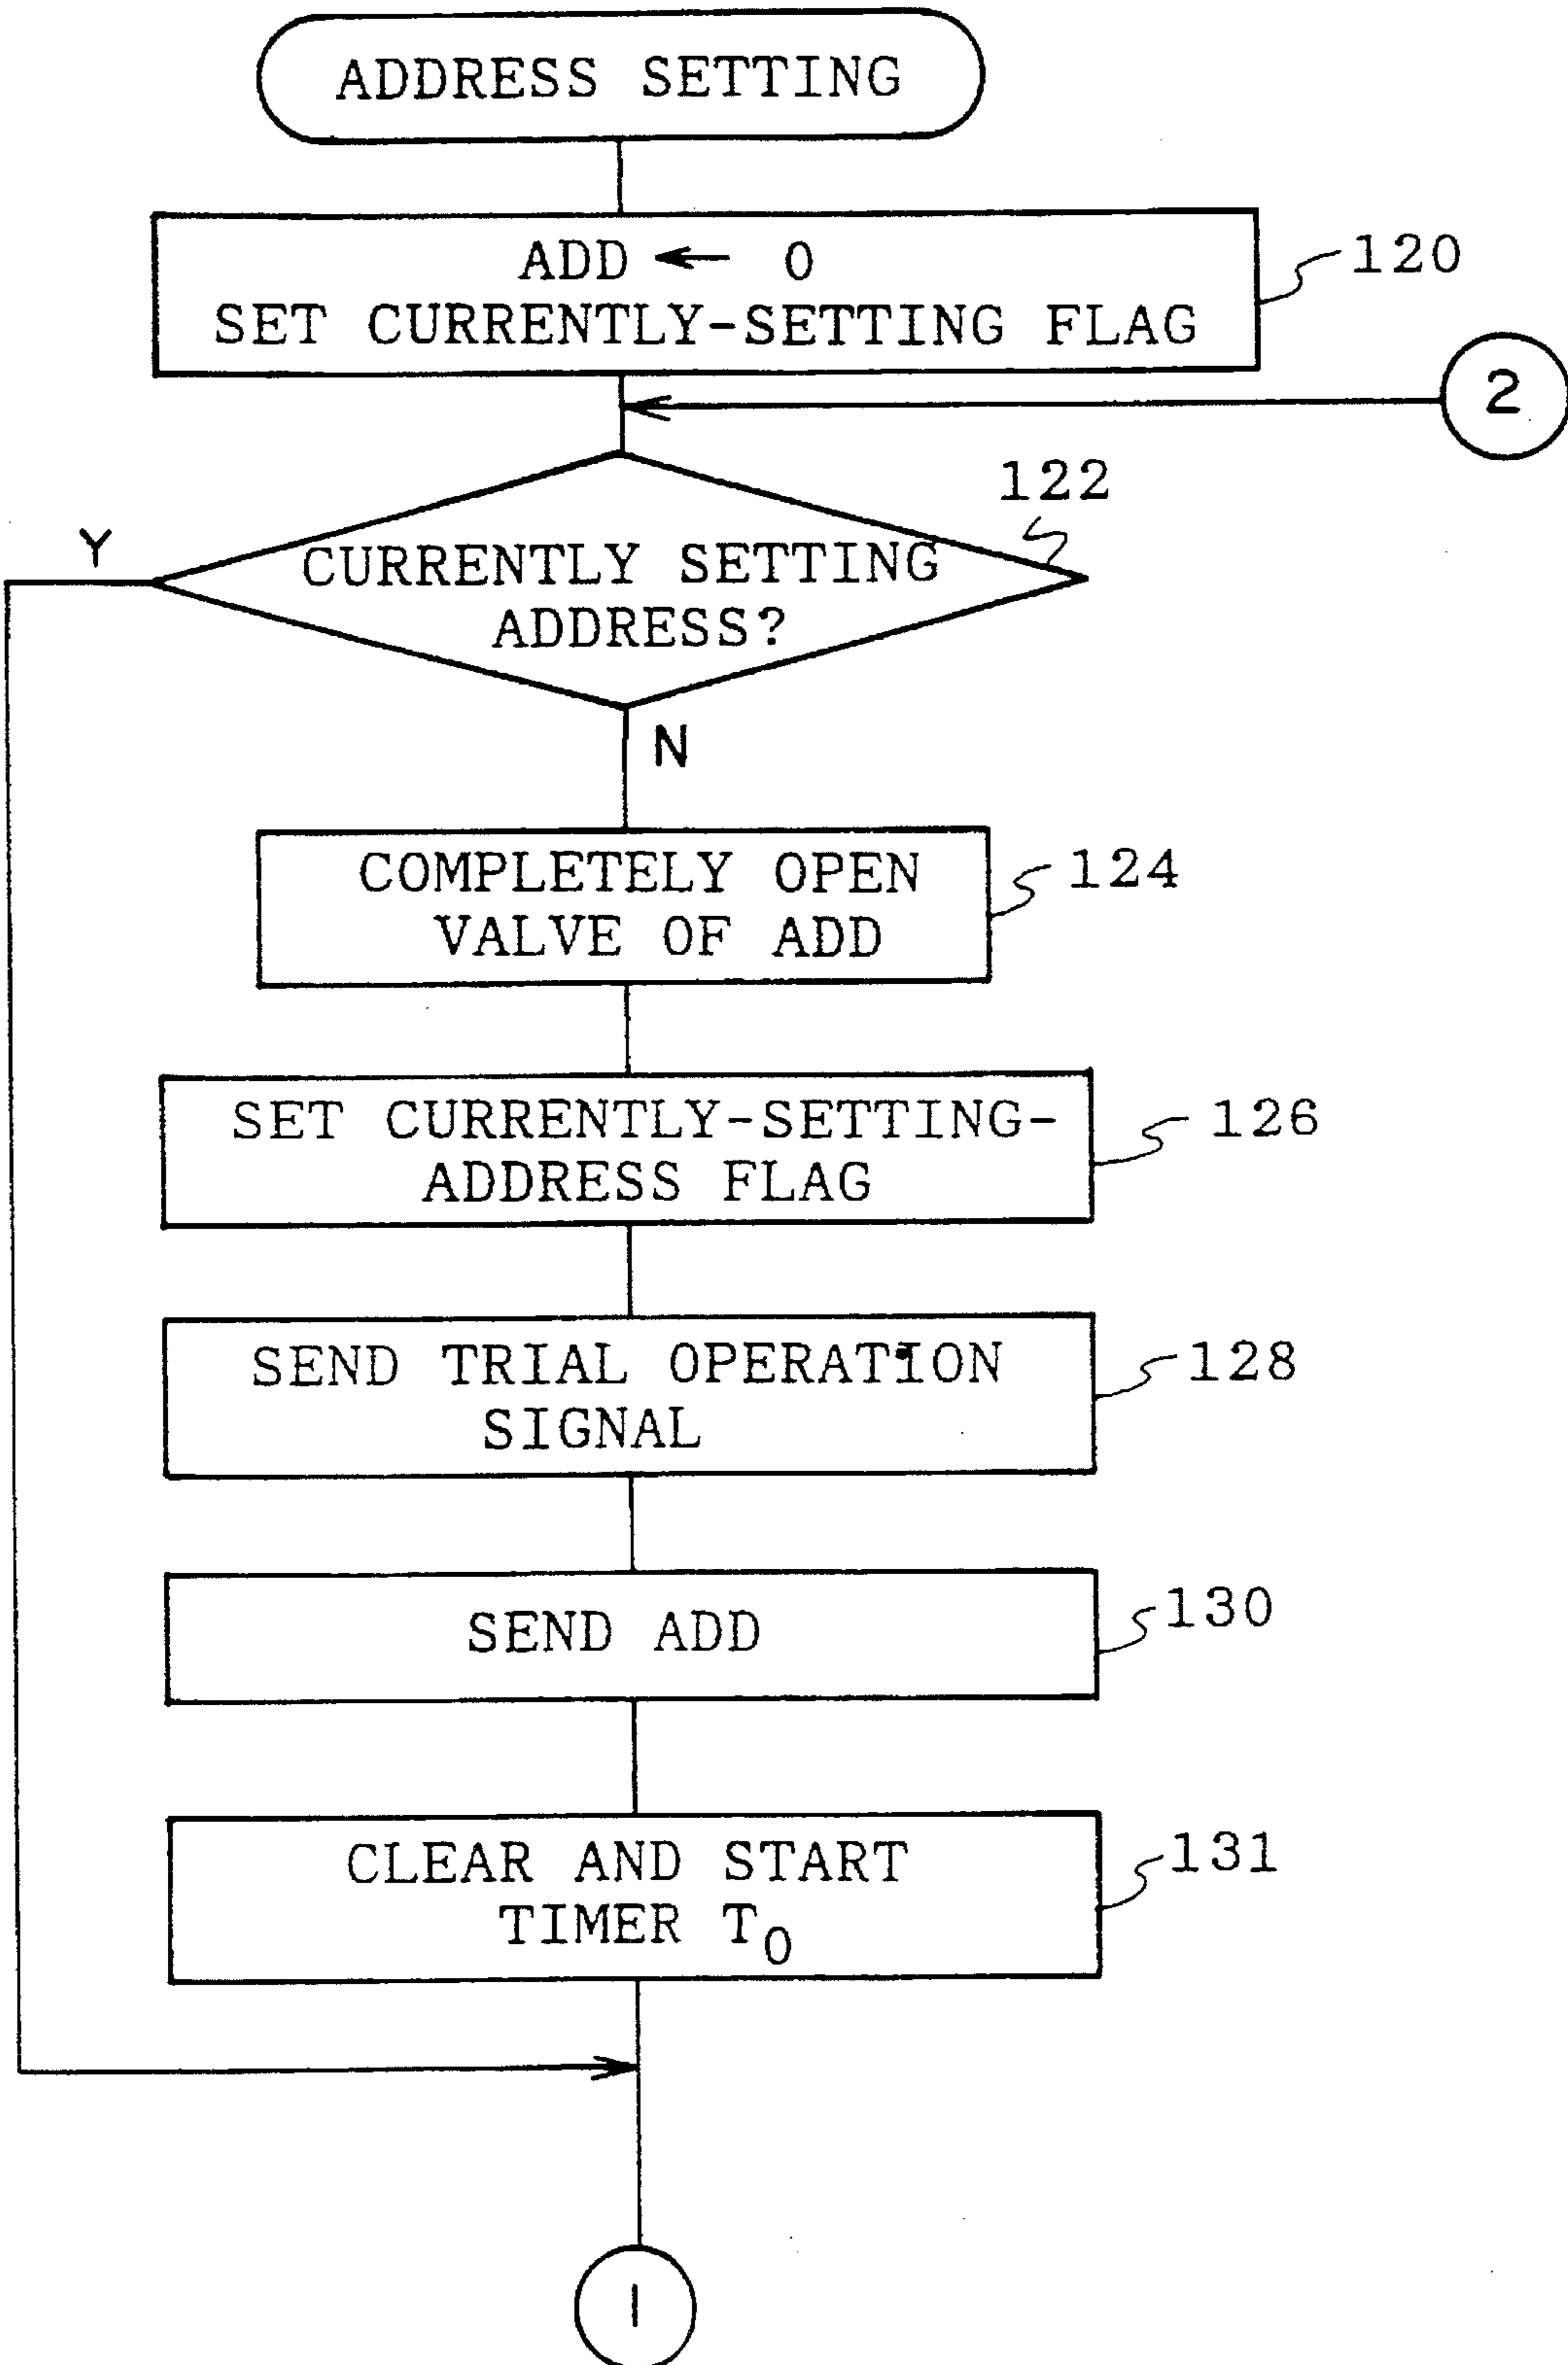 ADDRESS SETTING
ADD ← 0
SET CURRENTLY-SETTING FLAG
120
2
122
Y
CURRENTLY SETTING
ADDRESS?
N
COMPLETELY OPEN
VALVE OF ADD
124
SET CURRENTLY-SETTING-
ADDRESS FLAG
126
SEND TRIAL OPERATION
SIGNAL
128
SEND ADD
130
CLEAR AND START
TIMER T₀
131
1